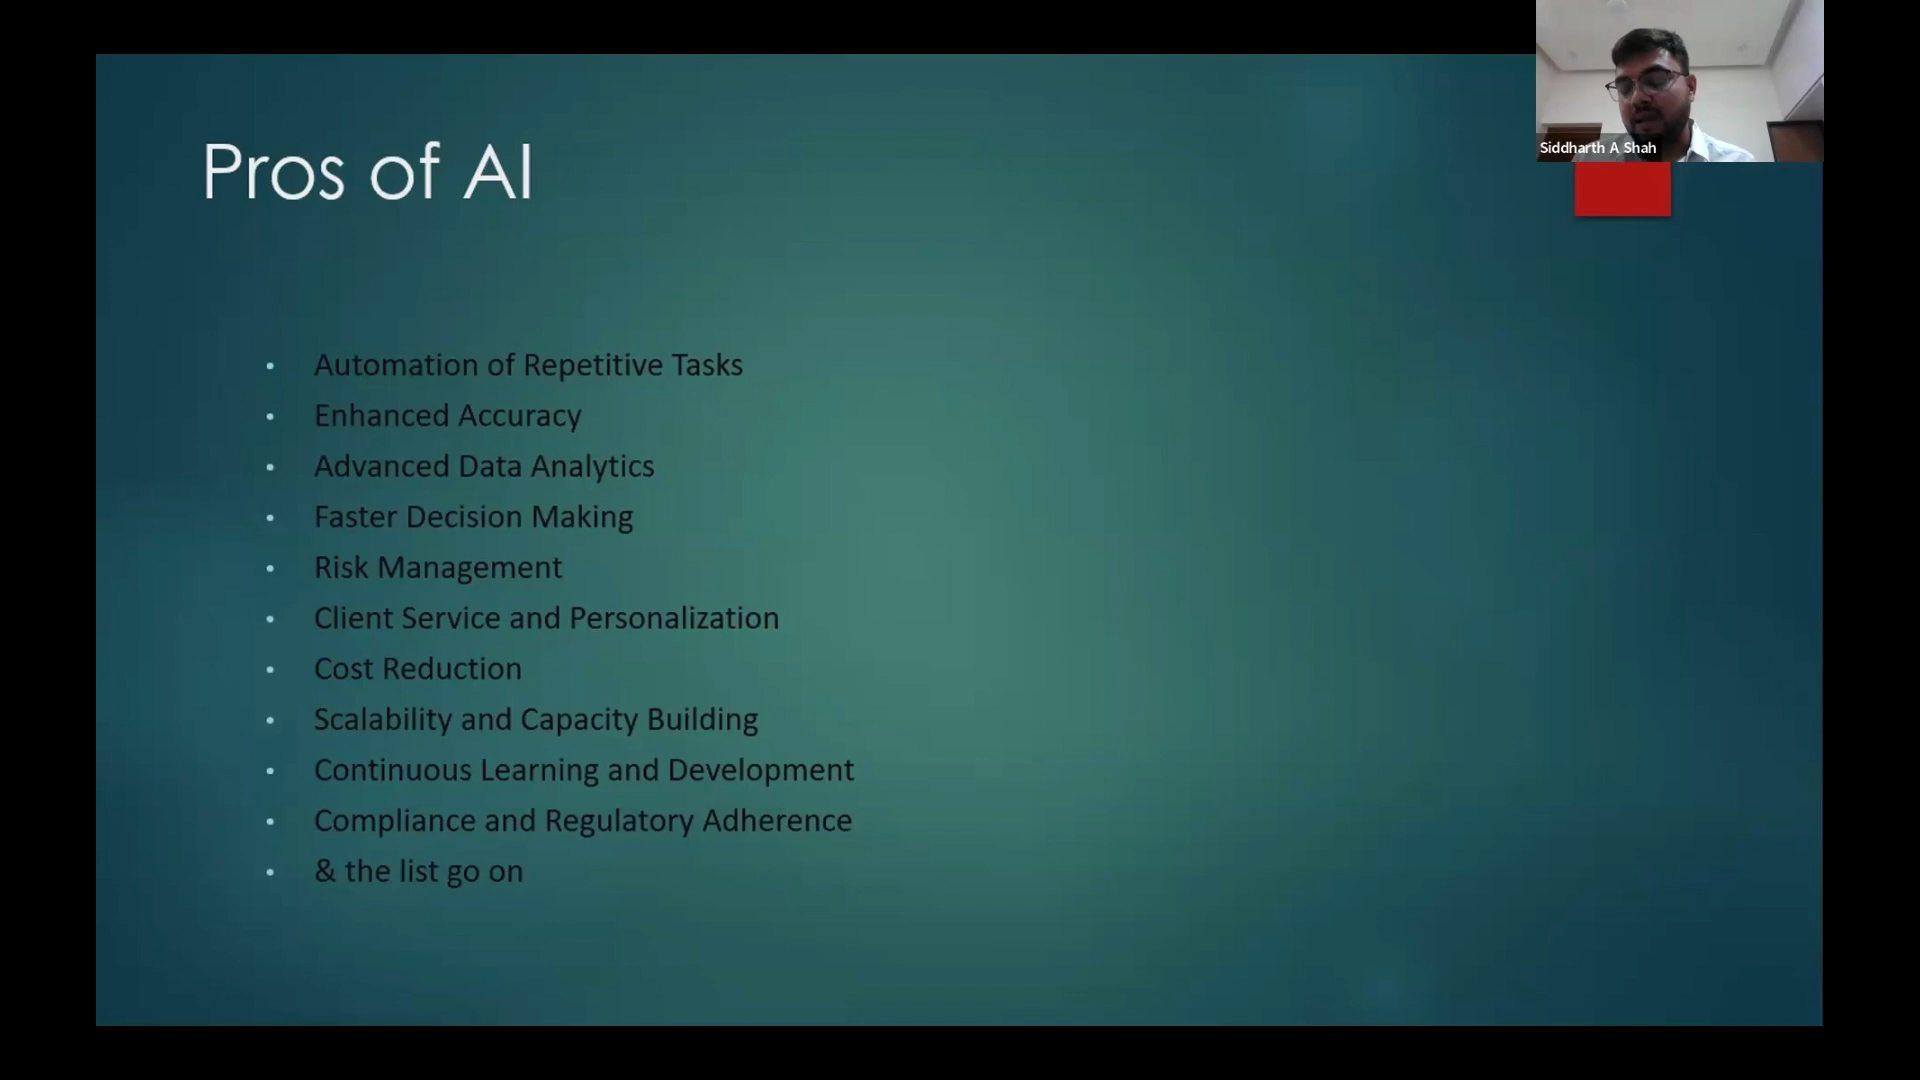 Siddharth A Shah
Pros of AI
• Automation of Repetitive Tasks
• Enhanced Accuracy
• Advanced Data Analytics
• Faster Decision Making
• Risk Management
• Client Service and Personalization
• Cost Reduction
• Scalability and Capacity Building
• Continuous Learning and Development
• Compliance and Regulatory Adherence
• & the list go on